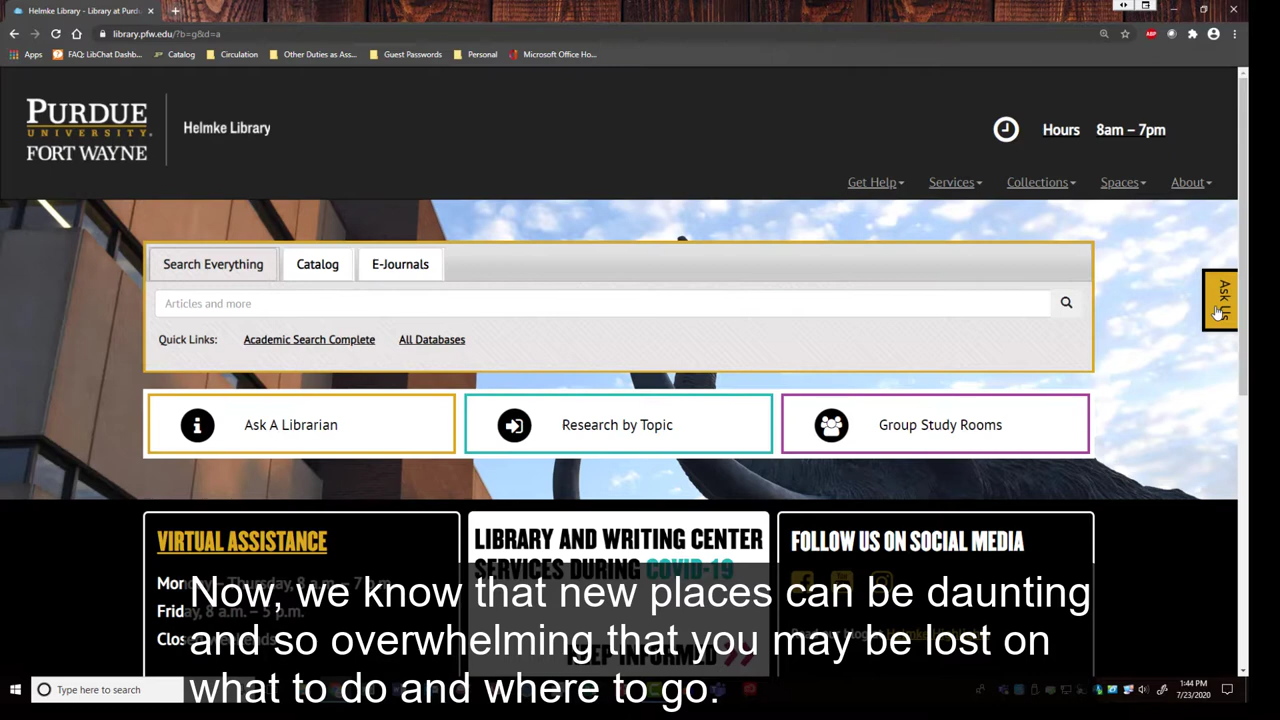 Helmke Library - Library at Purdu
library.pfw.edu/?b=g&d=a
Apps FAQ: LibChat Dashb... Catalog Circulation Other Duties as Ass... Guest Passwords Personal Microsoft Office Ho...
PURDUE
UNIVERSITY.
FORT WAYNE
Helmke Library
Hours 8am – 7pm
Get Help Services Collections Spaces About
Search Everything Catalog E-Journals
Articles and more
Quick Links: Academic Search Complete All Databases
Ask Us
Ask A Librarian Research by Topic Group Study Rooms
VIRTUAL ASSISTANCE
LIBRARY AND WRITING CENTER
SERVICES DURING COVID-19
FOLLOW US ON SOCIAL MEDIA
Now, we know that new places can be daunting
and so overwhelming that you may be lost on
what to do and where to go.
KEEP INFORMED
Type here to search
1:44 PM
7/23/2020
ABP